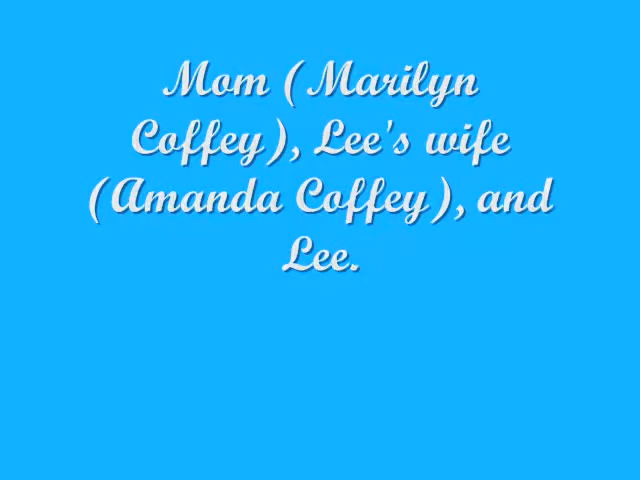 Mom (Marilyn
Coffey), Lee's wife
(Amanda Coffey), and
Lee.